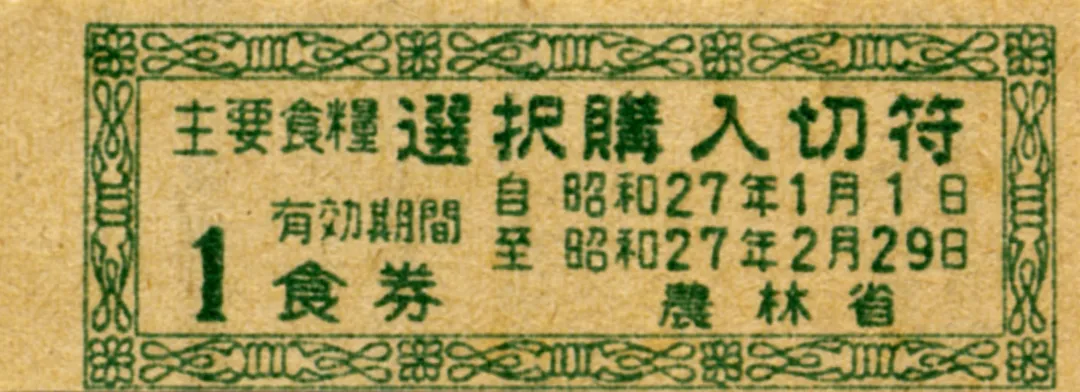 主要食糧選択購入切符
有効期間
自 昭和27年1月1日
至 昭和27年2月29日
1食券
農林省